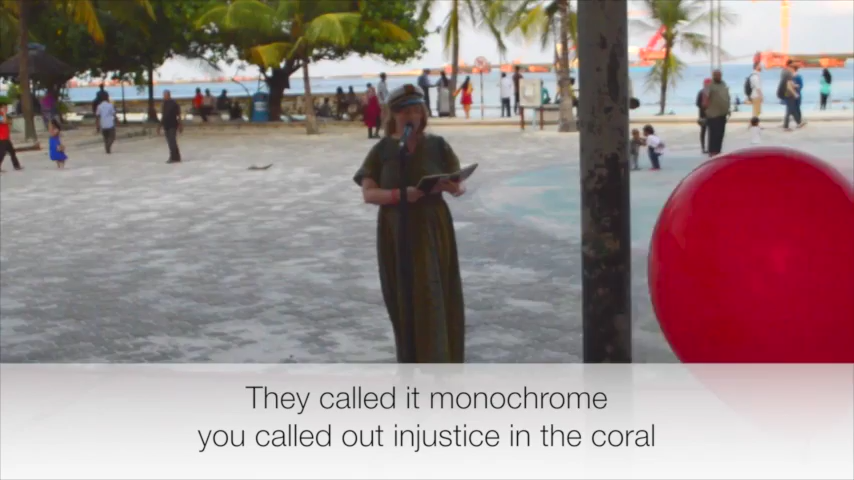 They called it monochrome
you called out injustice in the coral